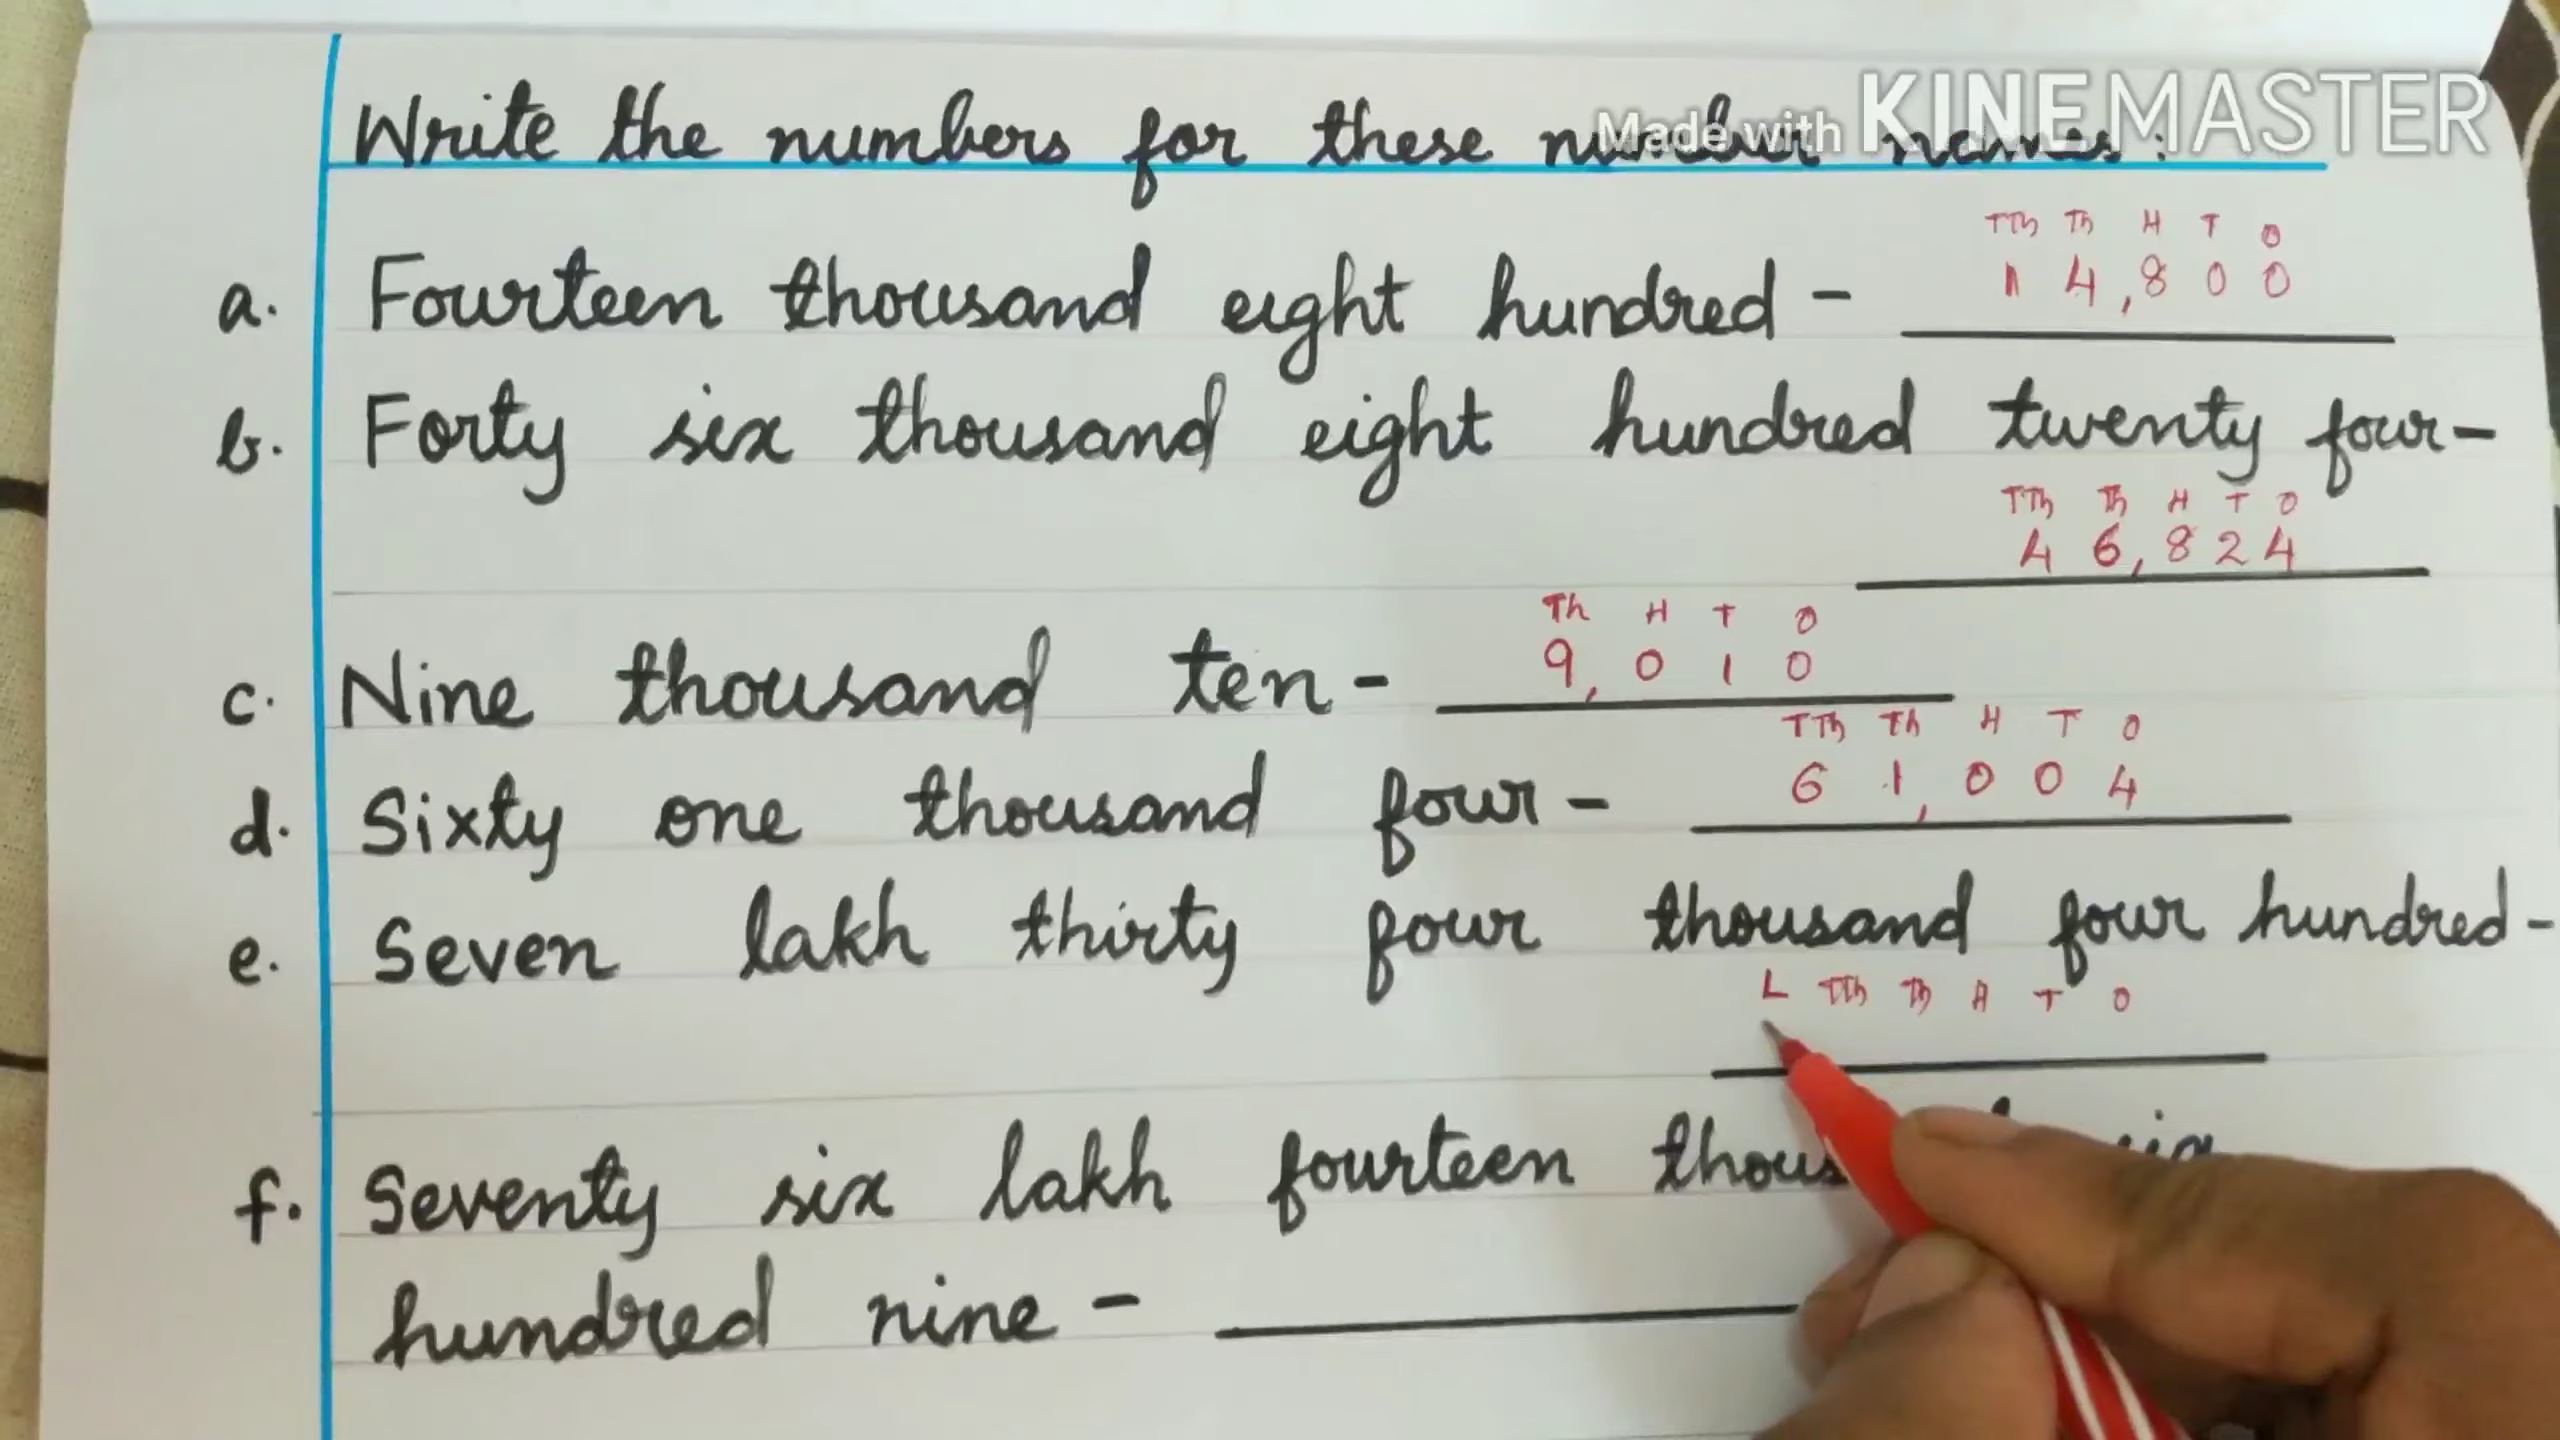 Made with KINEMASTER
Write the numbers for these number names:
TTh Th H T O
a. Fourteen thousand eight hundred - 14,800
b. Forty six thousand eight hundred twenty four-
TTh Th H T O
46,824
Th H T O
c. Nine thousand ten- 9,010
TTh Th H T O
d. Sixty one thousand four- 61,004
e. Seven lakh thirty four thousand four hundred-
L TTh Th H T O
f. Seventy six lakh fourteen
hundred nine -